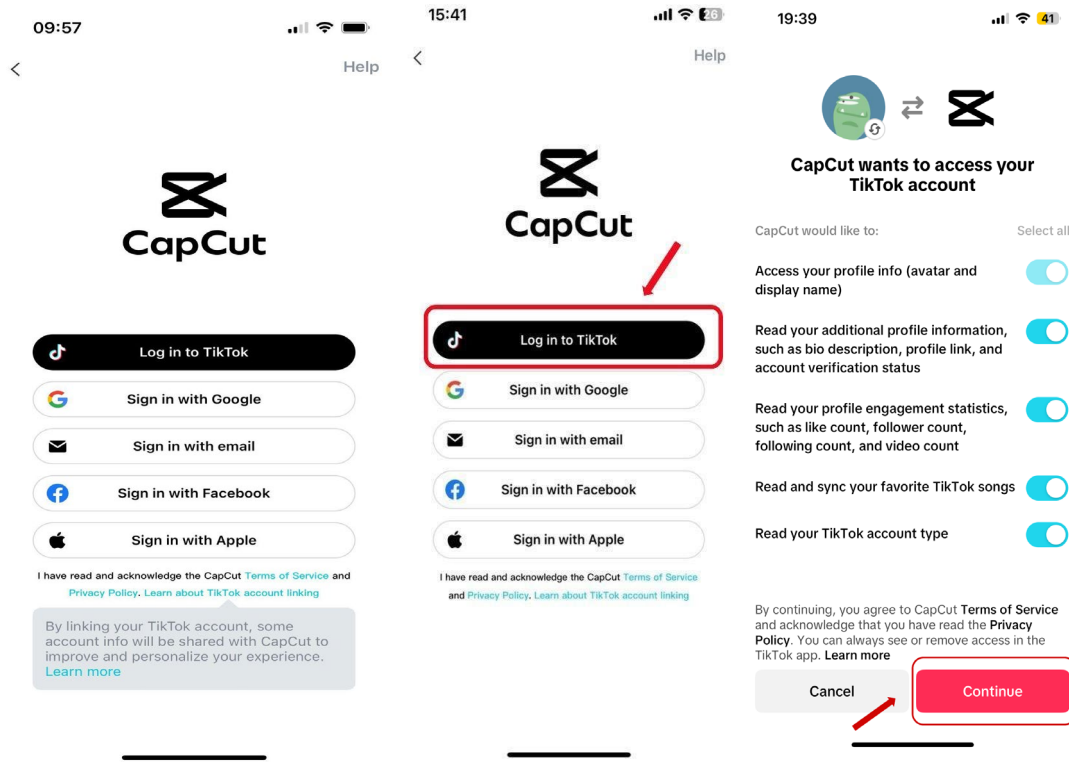 09:57
Help
CapCut
Log in to TikTok
Sign in with Google
Sign in with email
Sign in with Facebook
Sign in with Apple
I have read and acknowledge the CapCut Terms of Service and
Privacy Policy. Learn about TikTok account linking
By linking your TikTok account, some
account info will be shared with CapCut to
improve and personalize your experience.
Learn more
15:41
26
Help
CapCut
Log in to TikTok
Sign in with Google
Sign in with email
Sign in with Facebook
Sign in with Apple
I have read and acknowledge the CapCut Terms of Service
and Privacy Policy. Learn about TikTok account linking
19:39
41
CapCut wants to access your
TikTok account
CapCut would like to:
Select all
Access your profile info (avatar and
display name)
Read your additional profile information,
such as bio description, profile link, and
account verification status
Read your profile engagement statistics,
such as like count, follower count,
following count, and video count
Read and sync your favorite TikTok songs
Read your TikTok account type
By continuing, you agree to CapCut Terms of Service
and acknowledge that you have read the Privacy
Policy. You can always see or remove access in the
TikTok app. Learn more
Cancel
Continue